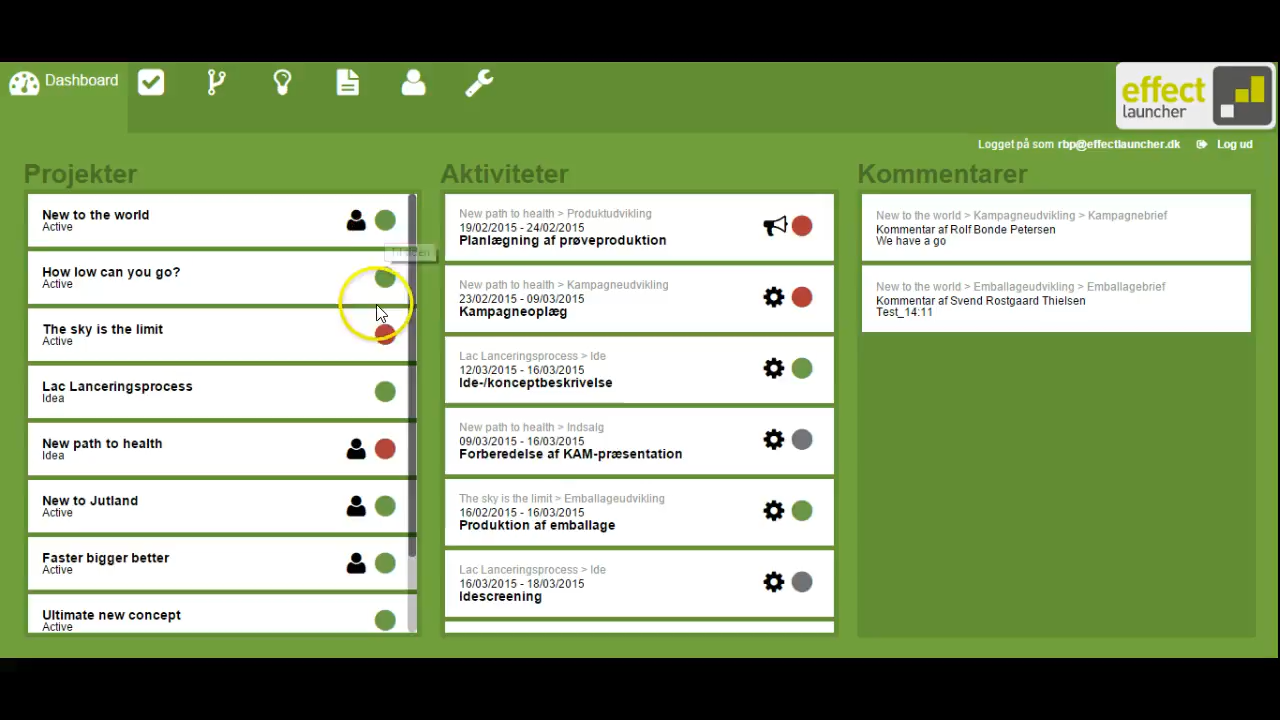 Dashboard
effect
launcher
Logget på som rbp@effectlauncher.dk Log ud
Projekter
New to the world
Active
How low can you go?
Active
The sky is the limit
Active
Lac Lanceringsprocess
Idea
New path to health
Idea
New to Jutland
Active
Faster bigger better
Active
Ultimate new concept
Active
Aktiviteter
New path to health > Produktudvikling
19/02/2015 - 24/02/2015
Planlægning af prøveproduktion
New path to health > Kampagneudvikling
23/02/2015 - 09/03/2015
Kampagneoplæg
Lac Lanceringsprocess > Ide
12/03/2015 - 16/03/2015
Ide-/konceptbeskrivelse
New path to health > Indsalg
09/03/2015 - 16/03/2015
Forberedelse af KAM-præsentation
The sky is the limit > Emballageudvikling
16/02/2015 - 16/03/2015
Produktion af emballage
Lac Lanceringsprocess > Ide
16/03/2015 - 18/03/2015
Idescreening
Kommentarer
New to the world > Kampagneudvikling > Kampagnebrief
Kommentar af Rolf Bonde Petersen
We have a go
New to the world > Emballageudvikling > Emballagebrief
Kommentar af Svend Rostgaard Thielsen
Test_14:11